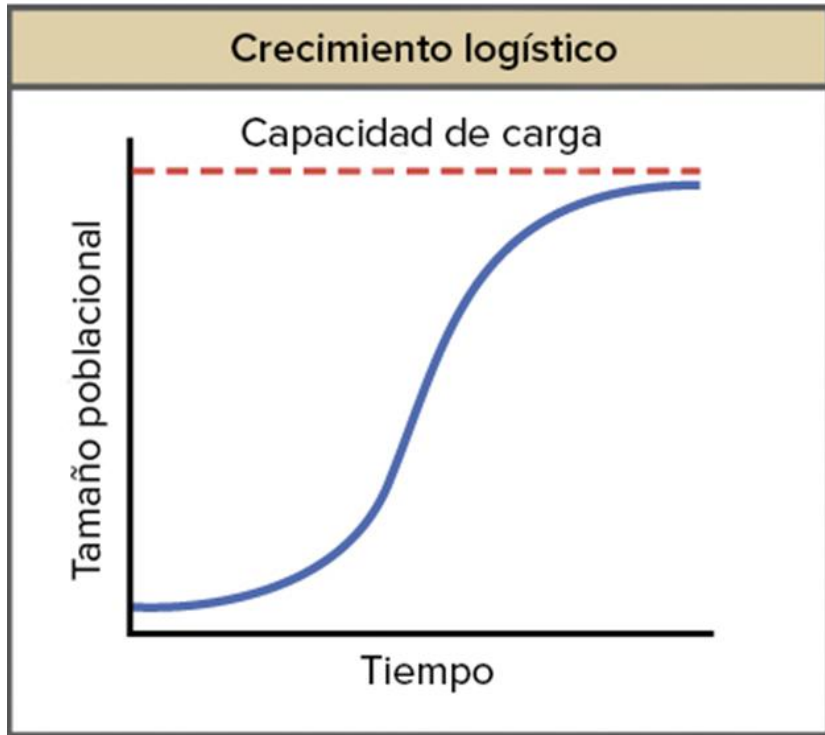 Crecimiento logístico
Capacidad de carga
Tamaño poblacional
Tiempo